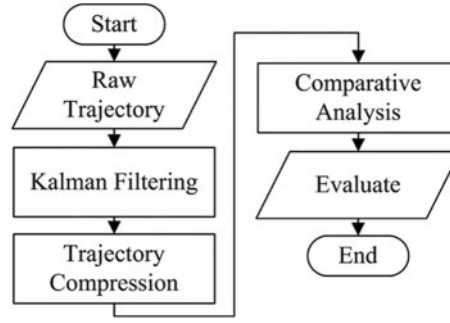 Start
Raw
Trajectory
Kalman Filtering
Trajectory
Compression
Comparative
Analysis
Evaluate
End